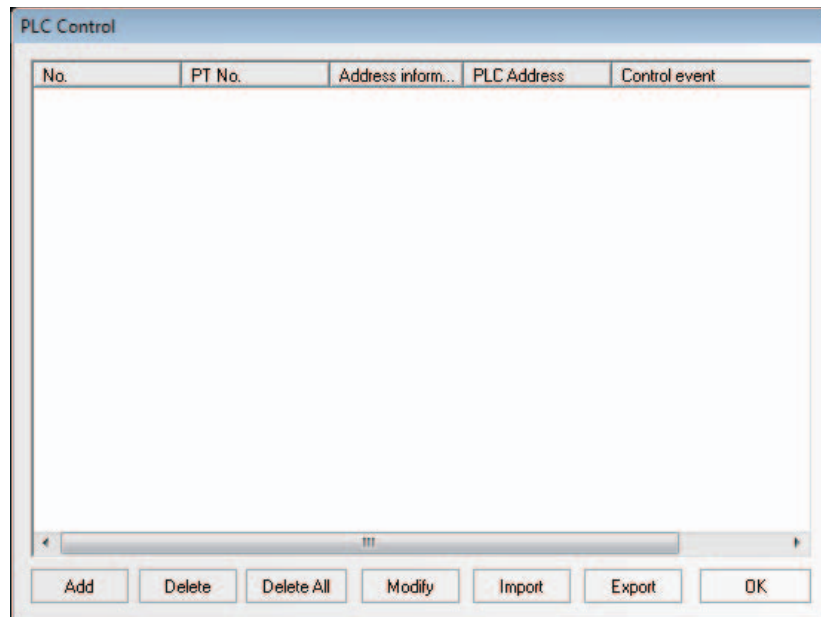 PLC Control
No. PT No. Address inform... PLC Address Control event
Add Delete Delete All Modify Import Export OK